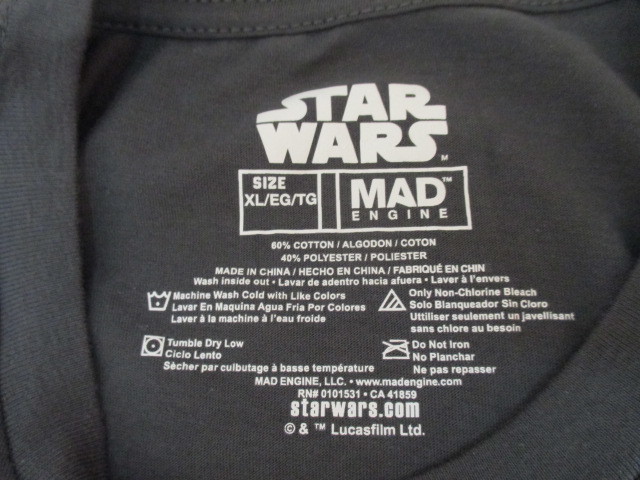 STAR
WARS™
SIZE
XL/EG/TG
MAD™
ENGINE
60% COTTON / ALGODON / COTON
40% POLYESTER / POLIESTER
MADE IN CHINA / HECHO EN CHINA / FABRIQUÉ EN CHIN
Wash inside out • Lavar de adentro hacia afuera • Laver à l'envers
Machine Wash Cold with Like Colors
Lavar En Maquina Agua Fria Por Colores
Laver à la machine à l'eau froide
Only Non-Chlorine Bleach
Solo Blanqueador Sin Cloro
Utiliser seulement un javellisant
sans chlore au besoin
Tumble Dry Low
Ciclo Lento
Sècher par culbutage à basse température
Do Not Iron
No Planchar
Ne pas repasser
MAD ENGINE, LLC. • www.madengine.com
RN# 0101531 • CA 41859
starwars.com
© & ™ Lucasfilm Ltd.